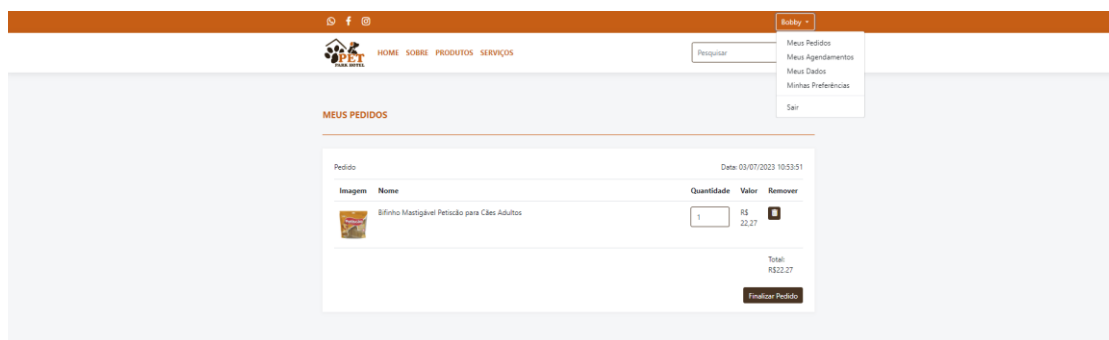 Bobby
PET
PARK HOTEL
HOME SOBRE PRODUTOS SERVIÇOS
Pesquisar
Meus Pedidos
Meus Agendamentos
Meus Dados
Minhas Preferências
Sair
MEUS PEDIDOS
Pedido Data: 03/07/2023 10:53:51
Imagem Nome Quantidade Valor Remover
Bifinho Mastigável Petiscão para Cães Adultos 1 R$
22,27
Total:
R$22.27
Finalizar Pedido